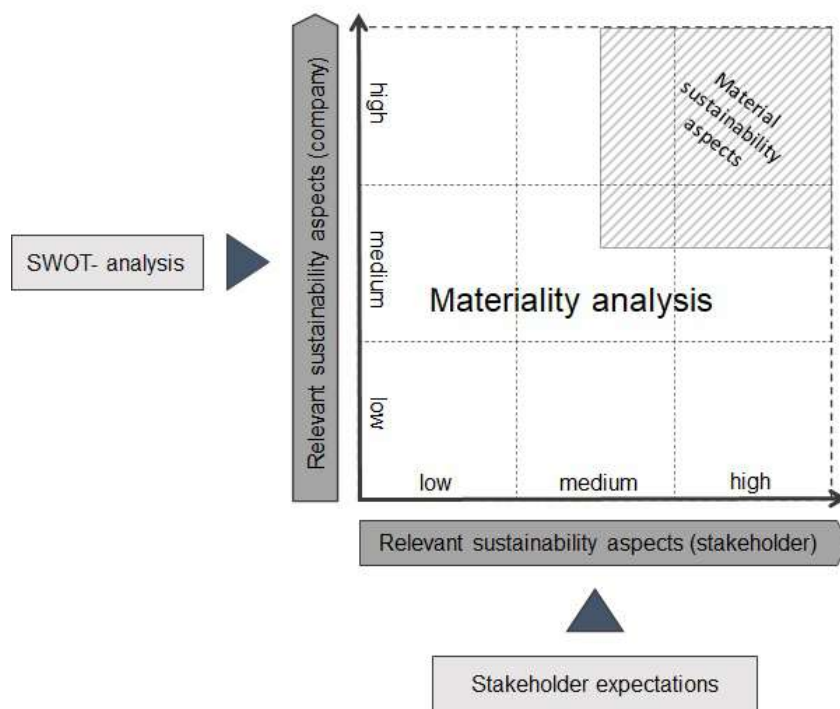 Material
sustainability
aspects
high
Relevant sustainability aspects (company)
SWOT- analysis
medium
Materiality analysis
low
low medium high
Relevant sustainability aspects (stakeholder)
Stakeholder expectations